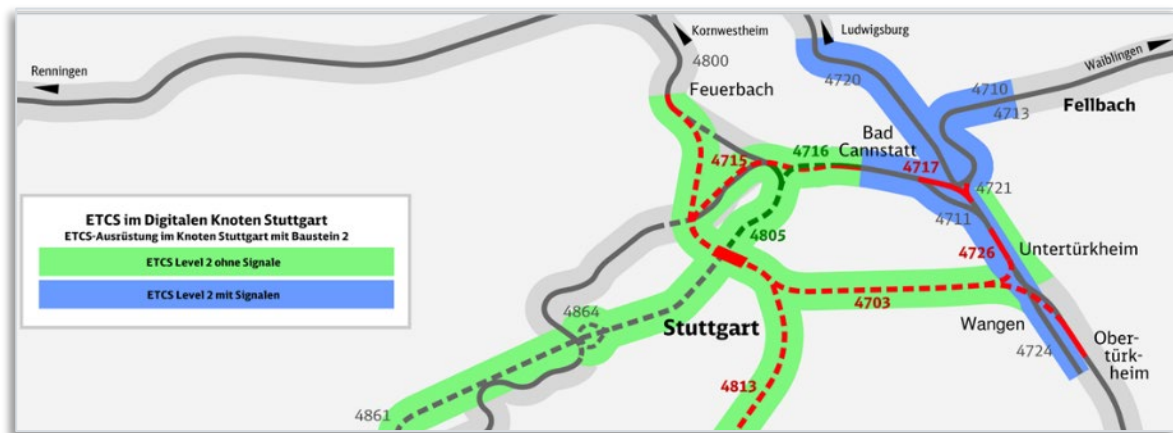 Kornwestheim
4800
Ludwigsburg
Waiblingen
Renningen
4720
4710
4713
Fellbach
Feuerbach
Bad
Cannstatt
4716
4715
4717
4721
4711
ETCS im Digitalen Knoten Stuttgart
ETCS-Ausrüstung im Knoten Stuttgart mit Baustein 2
ETCS Level 2 ohne Signale
ETCS Level 2 mit Signalen
4805
4726
Untertürkheim
4703
4864
Stuttgart
Wangen
4724
Ober-
türk-
heim
4813
4861